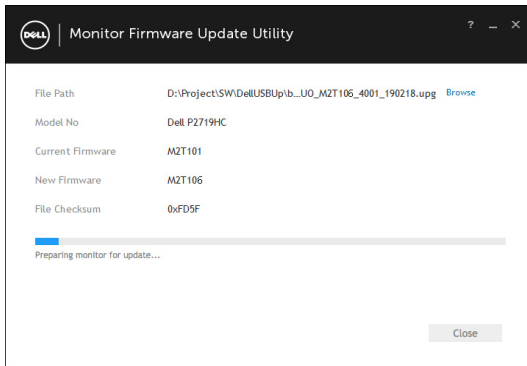 DELL Monitor Firmware Update Utility ? _ ×
File Path D:\Project\SW\DellUSBUp\b...UO_M2T106_4001_190218.upg Browse
Model No Dell P2719HC
Current Firmware M2T101
New Firmware M2T106
File Checksum 0xFD5F
Preparing monitor for update...
Close